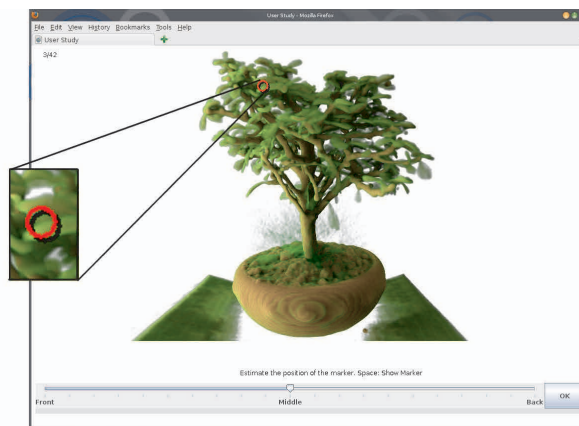 User Study - Mozilla Firefox
File Edit View History Bookmarks Tools Help
User Study
3/42
Estimate the position of the marker. Space: Show Marker
Front Middle Back
OK